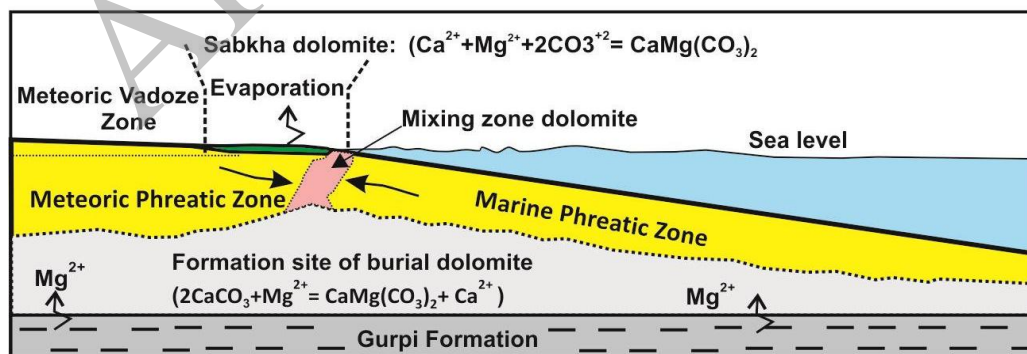 Sabkha dolomite: (Ca²⁺+Mg²⁺+2CO3⁺²= CaMg(CO₃)₂
Evaporation
Meteoric Vadoze
Zone
Mixing zone dolomite
Sea level
Meteoric Phreatic Zone
Marine Phreatic Zone
Formation site of burial dolomite
Mg²⁺
(2CaCO₃+Mg²⁺= CaMg(CO₃)₂+ Ca²⁺ )
Mg²⁺
Gurpi Formation